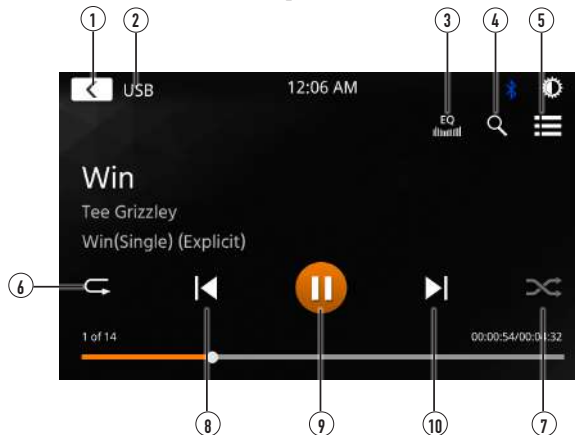 1 2 3 4 5
USB 12:06 AM
EQ
Win
Tee Grizzley
Win(Single) (Explicit)
6
1 of 14 00:00:54/00:04:32
8 9 10 7